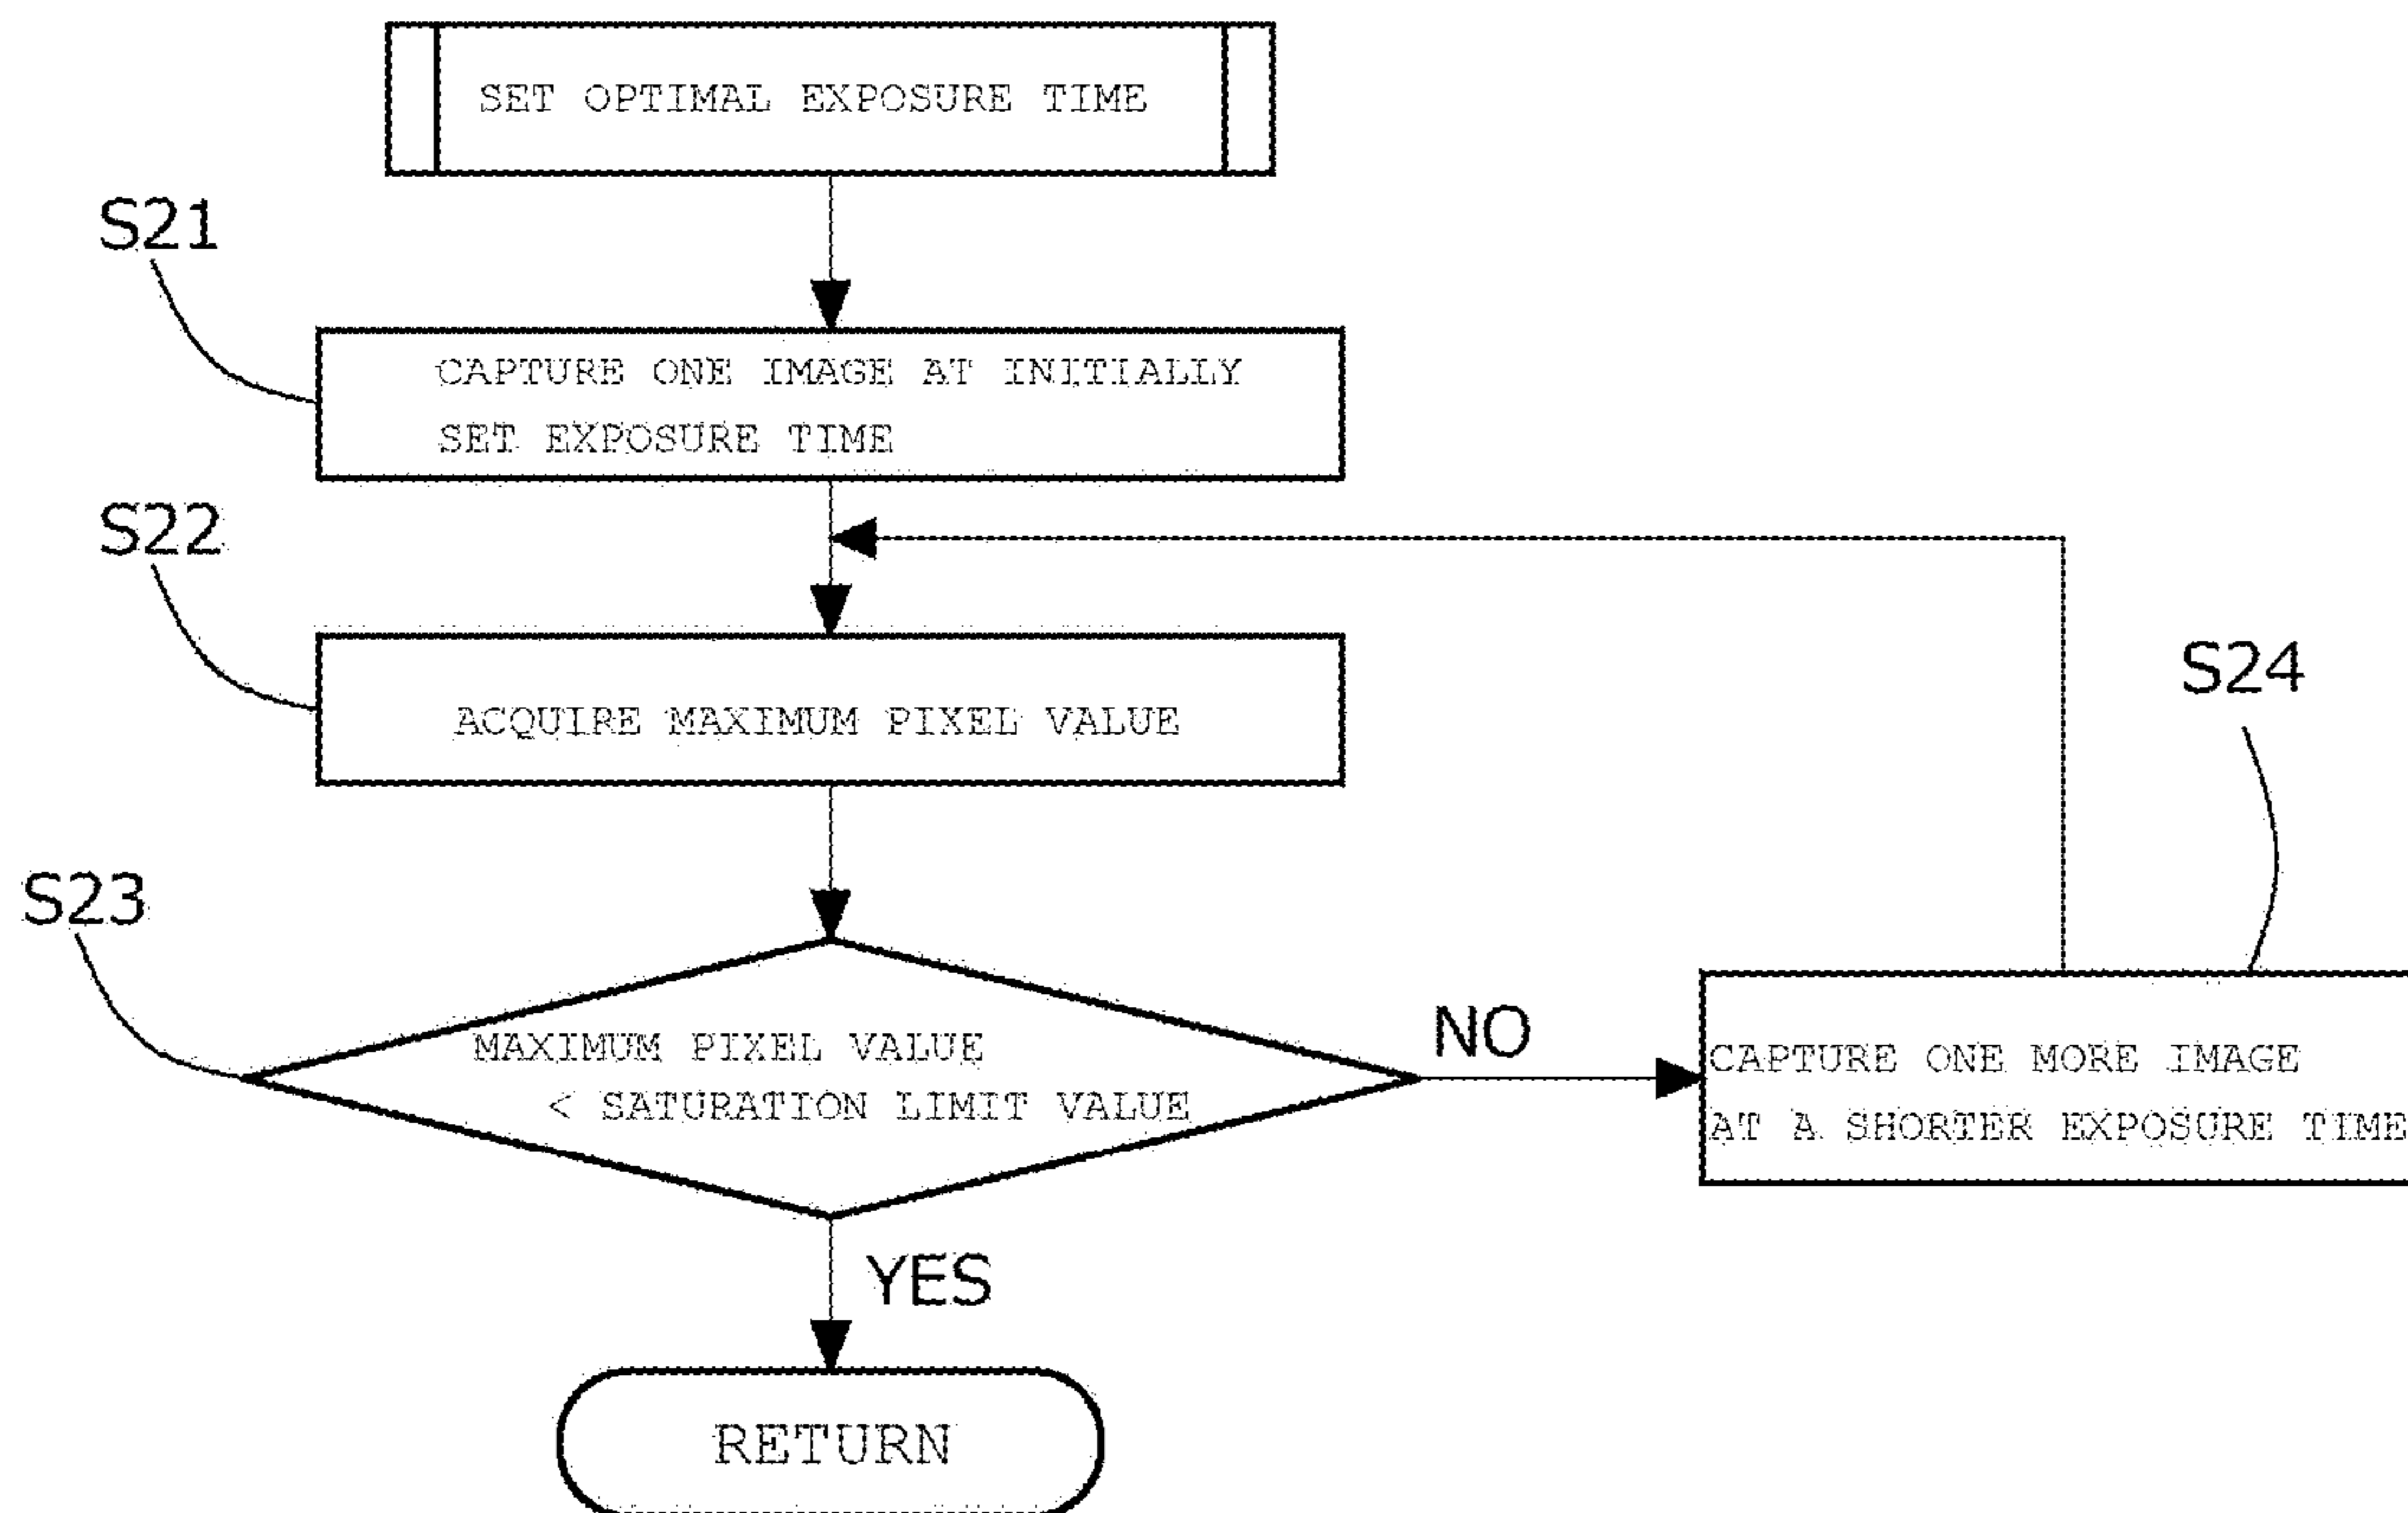 SET OPTIMAL EXPOSURE TIME
S21
CAPTURE ONE IMAGE AT INITIALLY
SET EXPOSURE TIME
S22
ACQUIRE MAXIMUM PIXEL VALUE
S23
MAXIMUM PIXEL VALUE
< SATURATION LIMIT VALUE
NO
S24
CAPTURE ONE MORE IMAGE
AT A SHORTER EXPOSURE TIME
YES
RETURN